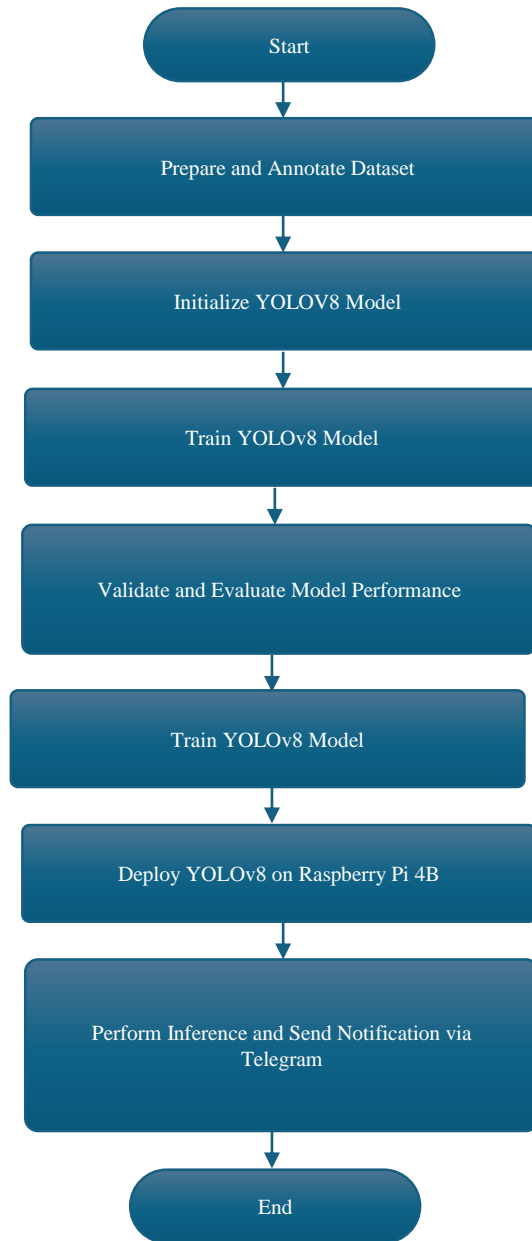 Start
Prepare and Annotate Dataset
Initialize YOLOV8 Model
Train YOLOv8 Model
Validate and Evaluate Model Performance
Train YOLOv8 Model
Deploy YOLOv8 on Raspberry Pi 4B
Perform Inference and Send Notification via
Telegram
End